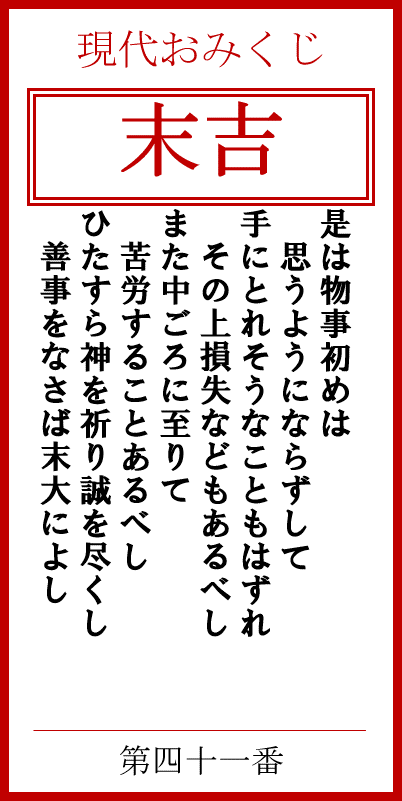 現代おみくじ
末吉
是は物事初めは
思うようにならずして
手にとれそうなこともはずれ
その上損失などもあるべし
また中ごろに至りて
苦労することあるべし
ひたすら神を祈り誠を尽くし
善事をなさば末大によし
第四十一番